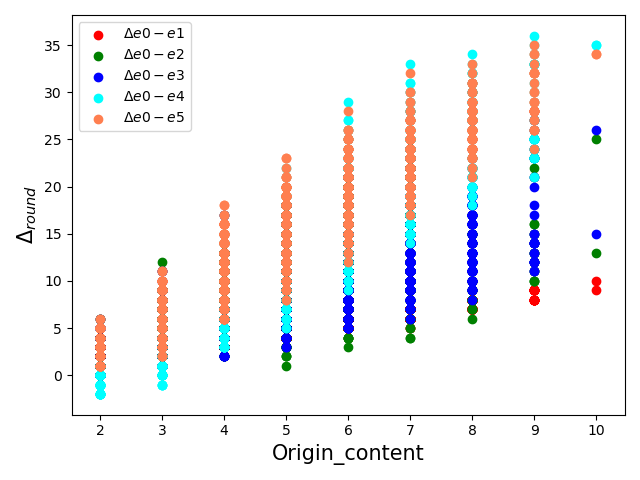 Δe0 − e1
Δe0 − e2
Δe0 − e3
Δe0 − e4
Δe0 − e5
35
30
25
20
15
10
5
0
Δround
2 3 4 5 6 7 8 9 10
Origin_content